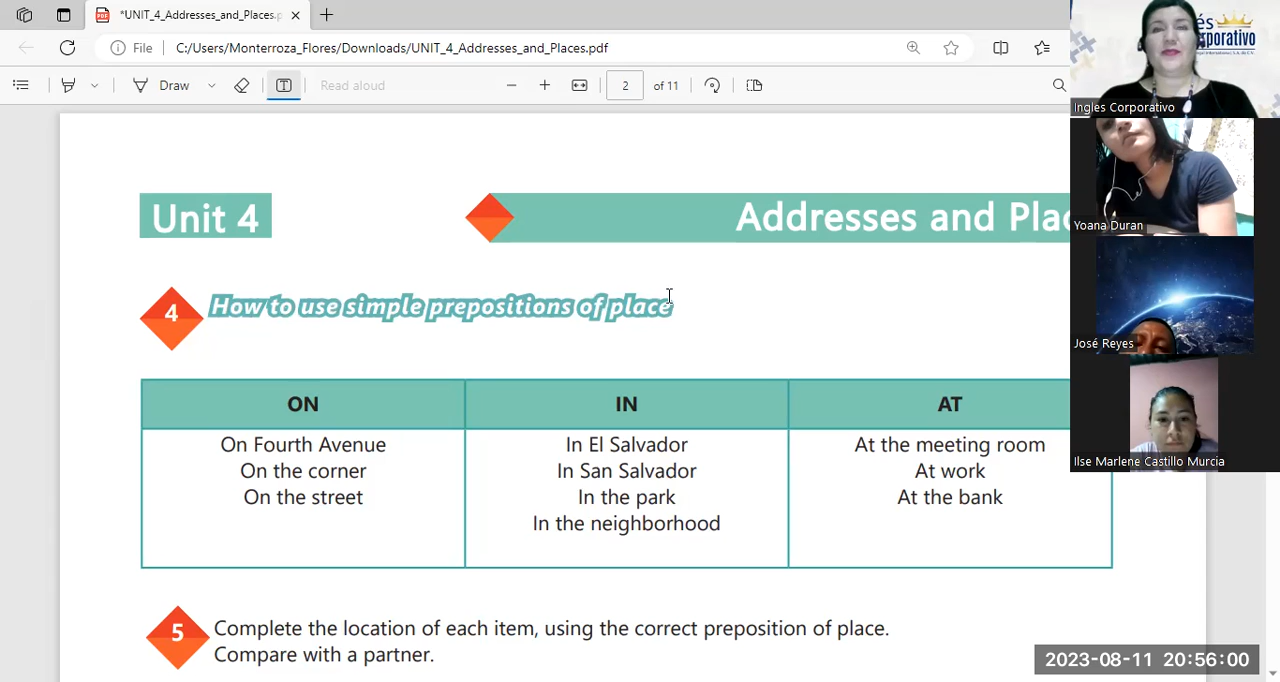 *UNIT_4_Addresses_and_Places.p
File C:/Users/Monterroza_Flores/Downloads/UNIT_4_Addresses_and_Places.pdf
Draw Read aloud 2 of 11
Ingles Corporativo
Yoana Duran
José Reyes
Ilse Marlene Castillo Murcia
Unit 4 Addresses and Plac
4 How to use simple prepositions of place
ON IN AT
On Fourth Avenue In El Salvador At the meeting room
On the corner In San Salvador At work
On the street In the park At the bank
In the neighborhood
5 Complete the location of each item, using the correct preposition of place.
Compare with a partner.
2023-08-11 20:56:00